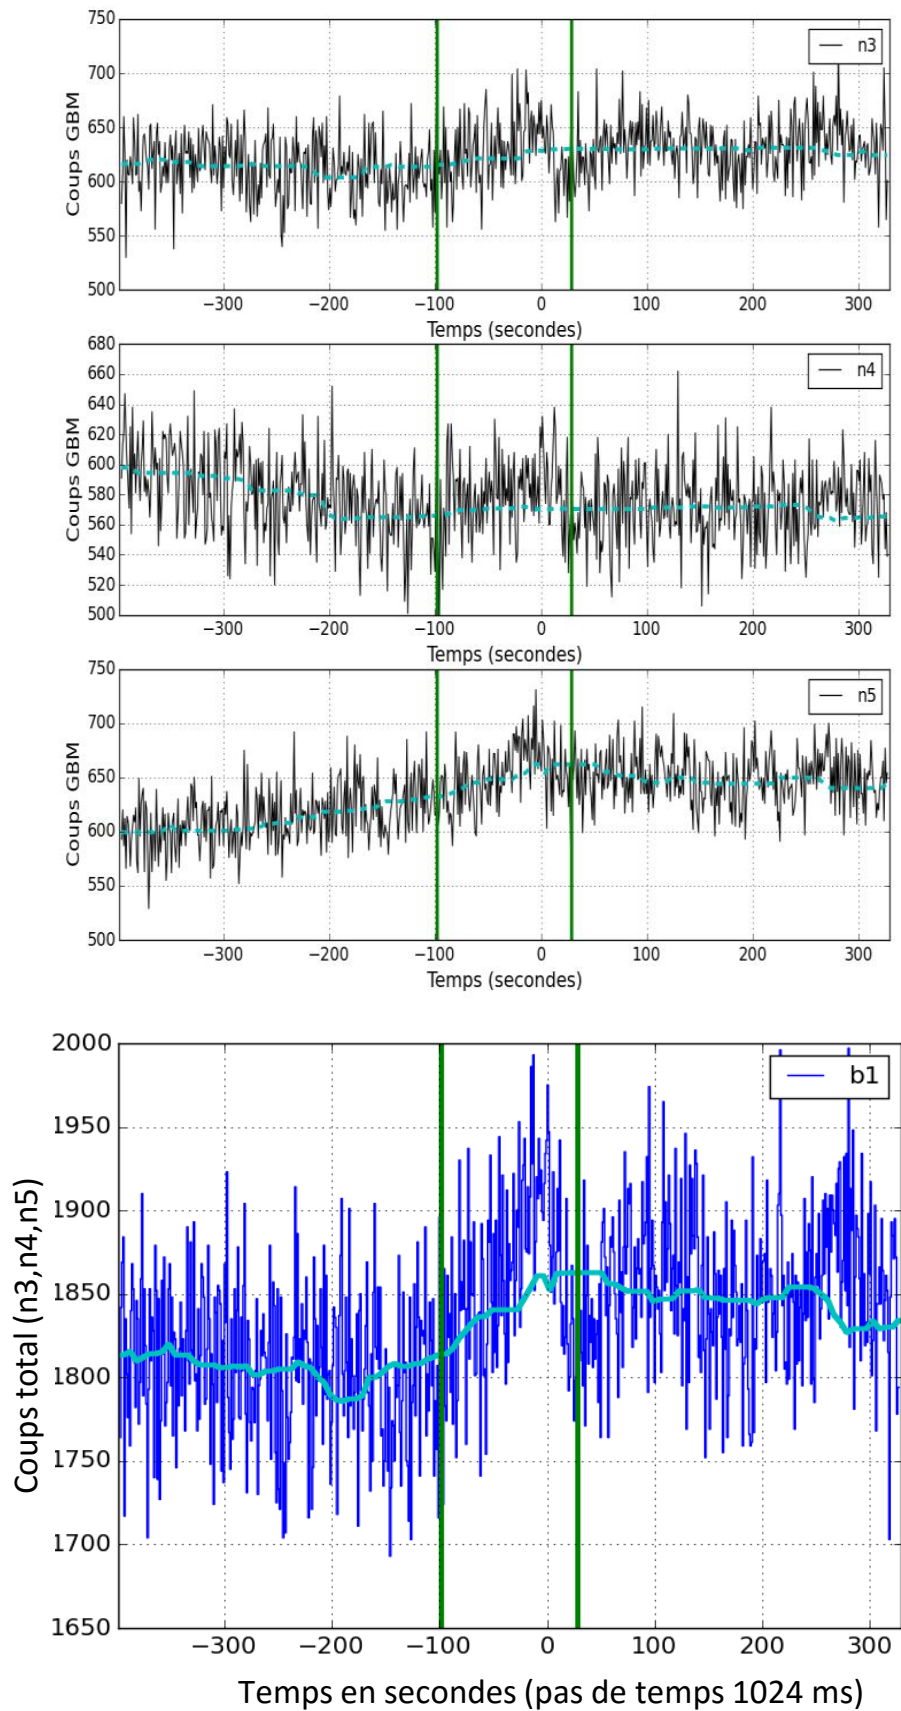 750
700
650
600
550
500
Coups GBM
n3
−300 −200 −100 0 100 200 300
Temps (secondes)
680
660
640
620
600
580
560
540
520
500
Coups GBM
n4
−300 −200 −100 0 100 200 300
Temps (secondes)
750
700
650
600
550
500
Coups GBM
n5
−300 −200 −100 0 100 200 300
Temps (secondes)
2000
1950
1900
1850
1800
1750
1700
1650
Coups total (n3,n4,n5)
b1
−300 −200 −100 0 100 200 300
Temps en secondes (pas de temps 1024 ms)